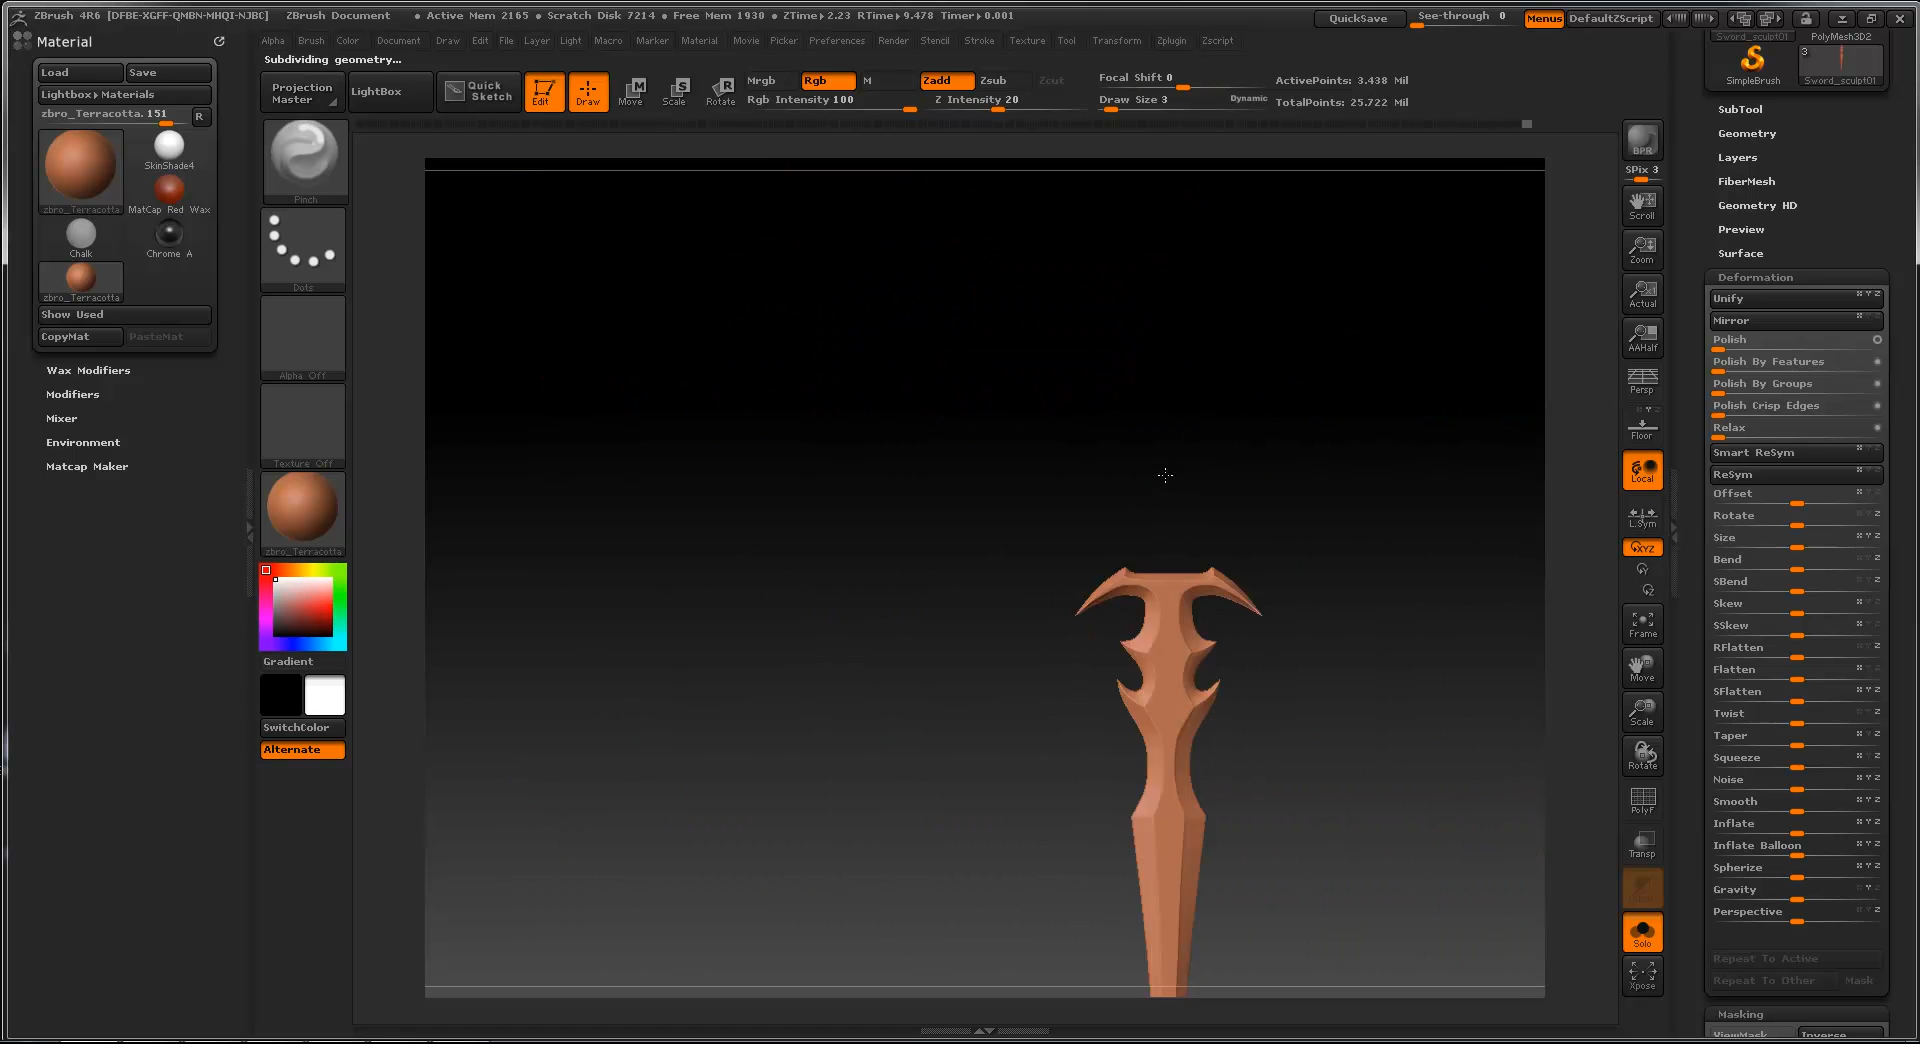 ZBrush 4R6 [DFBE-XGFF-QMBN-MHQI-NJBC] ZBrush Document • Active Mem 2165 • Scratch Disk 7214 • Free Mem 1930 • ZTime▸2.23 RTime▸9.478 Timer▸0.001 QuickSave See-through 0 Menus DefaultZScript
Alpha Brush Color Document Draw Edit File Layer Light Macro Marker Material Movie Picker Preferences Render Stencil Stroke Texture Tool Transform Zplugin Zscript
Material
Load Save
Lightbox▸Materials
zbro_Terracotta. 151 R
SkinShade4
zbro_Terracotta MatCap Red Wax
Chalk Chrome A
zbro_Terracotta
Show Used
CopyMat PasteMat
Wax Modifiers
Modifiers
Mixer
Environment
Matcap Maker
Subdividing geometry...
Projection Master
LightBox
Quick Sketch
Edit
Draw
Move
Scale
Rotate
Mrgb Rgb M Zadd Zsub Zcut
Rgb Intensity 100 Z Intensity 20
Focal Shift 0
Draw Size 3 Dynamic
ActivePoints: 3.438 Mil
TotalPoints: 25.722 Mil
Pinch
Dots
Alpha Off
Texture Off
zbro_Terracotta
Gradient
SwitchColor
Alternate
BPR
SPix 3
Scroll
Zoom
Actual
AAHalf
Persp
Floor
Local
L.Sym
XYZ
Y
Z
Frame
Move
Scale
Rotate
PolyF
Transp
Solo
Xpose
Sword_sculpt01 PolyMesh3D2
SimpleBrush 3 Sword_sculpt01
SubTool
Geometry
Layers
FiberMesh
Geometry HD
Preview
Surface
Deformation
Unify
Mirror
Polish
Polish By Features
Polish By Groups
Polish Crisp Edges
Relax
Smart ReSym
ReSym
Offset
Rotate
Size
Bend
SBend
Skew
SSkew
RFlatten
Flatten
SFlatten
Twist
Taper
Squeeze
Noise
Smooth
Inflate
Inflate Balloon
Spherize
Gravity
Perspective
Repeat To Active
Repeat To Other Mask
Masking
ViewMask Inverse